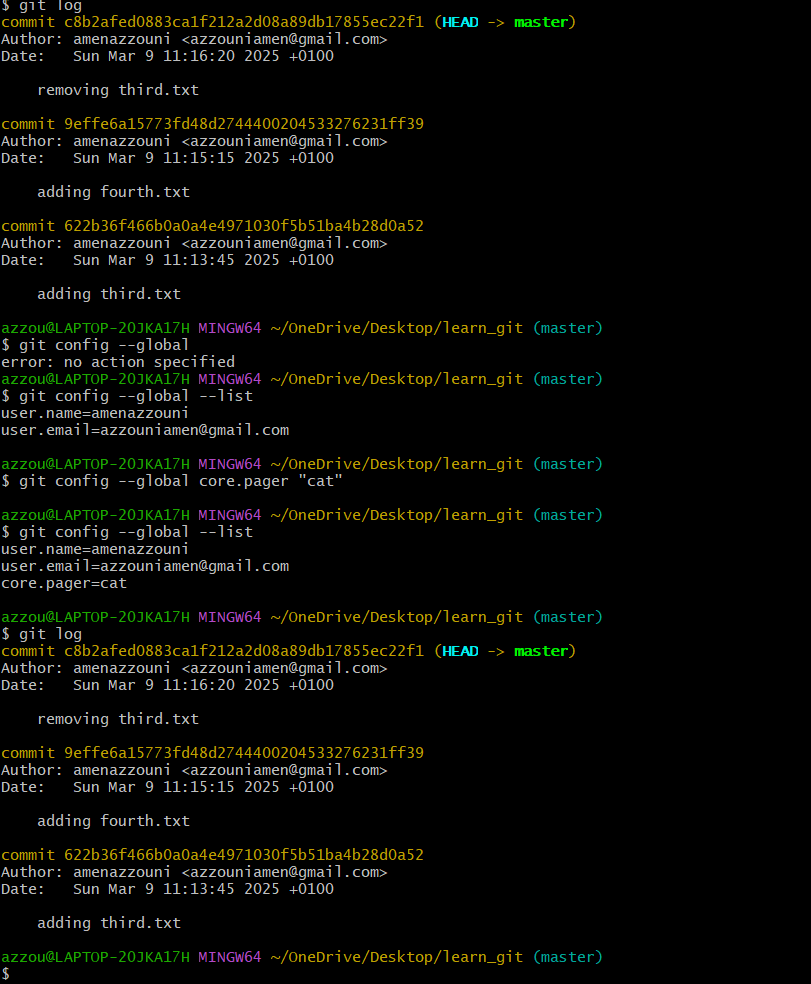 $ git log
commit c8b2afed0883ca1f212a2d08a89db17855ec22f1 (HEAD -> master)
Author: amenazzouni <azzouniamen@gmail.com>
Date:   Sun Mar 9 11:16:20 2025 +0100
    removing third.txt
commit 9effe6a15773fd48d2744400204533276231ff39
Author: amenazzouni <azzouniamen@gmail.com>
Date:   Sun Mar 9 11:15:15 2025 +0100
    adding fourth.txt
commit 622b36f466b0a0a4e4971030f5b51ba4b28d0a52
Author: amenazzouni <azzouniamen@gmail.com>
Date:   Sun Mar 9 11:13:45 2025 +0100
    adding third.txt
azzou@LAPTOP-2OJKA17H MINGW64 ~/OneDrive/Desktop/learn_git (master)
$ git config --global
error: no action specified
azzou@LAPTOP-2OJKA17H MINGW64 ~/OneDrive/Desktop/learn_git (master)
$ git config --global --list
user.name=amenazzouni
user.email=azzouniamen@gmail.com
azzou@LAPTOP-2OJKA17H MINGW64 ~/OneDrive/Desktop/learn_git (master)
$ git config --global core.pager "cat"
azzou@LAPTOP-2OJKA17H MINGW64 ~/OneDrive/Desktop/learn_git (master)
$ git config --global --list
user.name=amenazzouni
user.email=azzouniamen@gmail.com
core.pager=cat
azzou@LAPTOP-2OJKA17H MINGW64 ~/OneDrive/Desktop/learn_git (master)
$ git log
commit c8b2afed0883ca1f212a2d08a89db17855ec22f1 (HEAD -> master)
Author: amenazzouni <azzouniamen@gmail.com>
Date:   Sun Mar 9 11:16:20 2025 +0100
    removing third.txt
commit 9effe6a15773fd48d2744400204533276231ff39
Author: amenazzouni <azzouniamen@gmail.com>
Date:   Sun Mar 9 11:15:15 2025 +0100
    adding fourth.txt
commit 622b36f466b0a0a4e4971030f5b51ba4b28d0a52
Author: amenazzouni <azzouniamen@gmail.com>
Date:   Sun Mar 9 11:13:45 2025 +0100
    adding third.txt
azzou@LAPTOP-2OJKA17H MINGW64 ~/OneDrive/Desktop/learn_git (master)
$